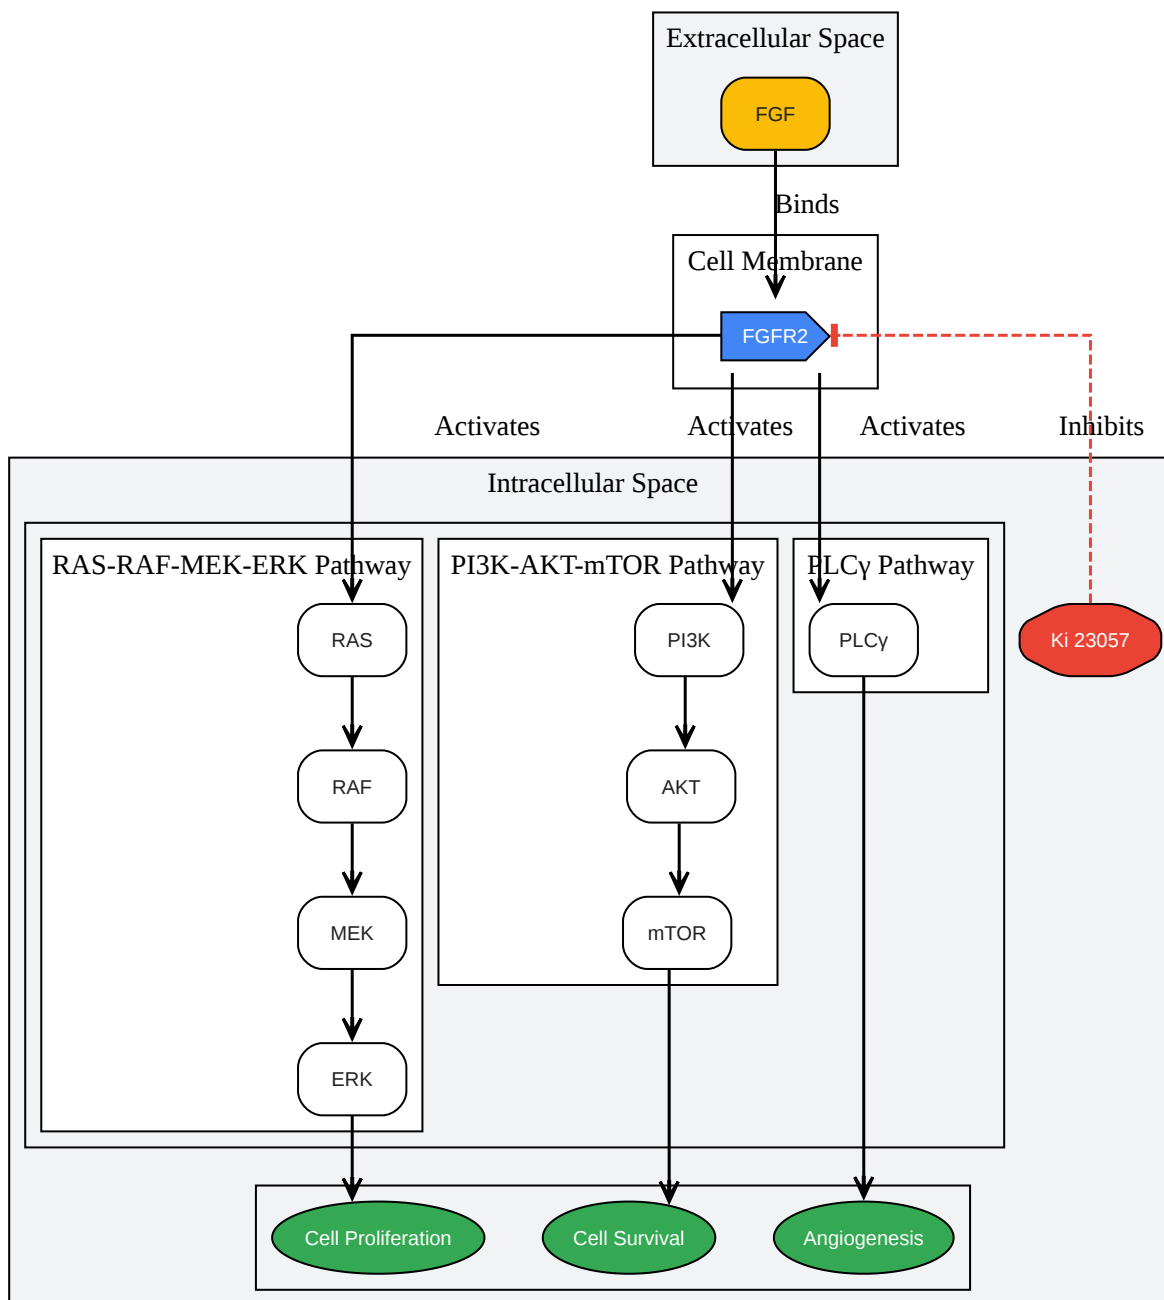 Extracellular Space
FGF
Binds
Cell Membrane
FGFR2
Activates
Activates
Activates
Inhibits
Intracellular Space
RAS-RAF-MEK-ERK Pathway
PI3K-AKT-mTOR Pathway
PLCγ Pathway
RAS
PI3K
PLCγ
Ki 23057
RAF
AKT
MEK
mTOR
ERK
Cell Proliferation
Cell Survival
Angiogenesis